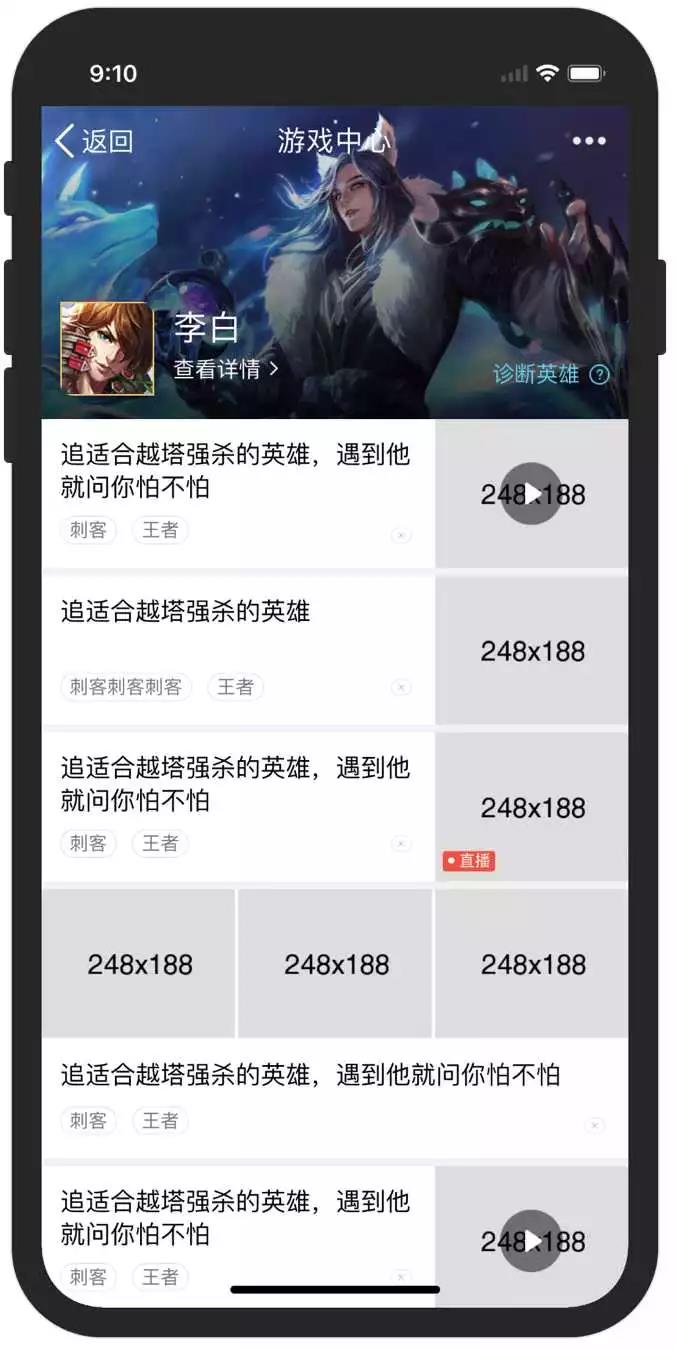 9:10
返回
游戏中心
李白
查看详情
诊断英雄 ?
追适合越塔强杀的英雄，遇到他
就问你怕不怕
刺客 王者
248x188
追适合越塔强杀的英雄
刺客刺客刺客 王者
248x188
追适合越塔强杀的英雄，遇到他
就问你怕不怕
刺客 王者
248x188
直播
248x188
248x188
248x188
追适合越塔强杀的英雄，遇到他就问你怕不怕
刺客 王者
追适合越塔强杀的英雄，遇到他
就问你怕不怕
刺客 王者
248x188